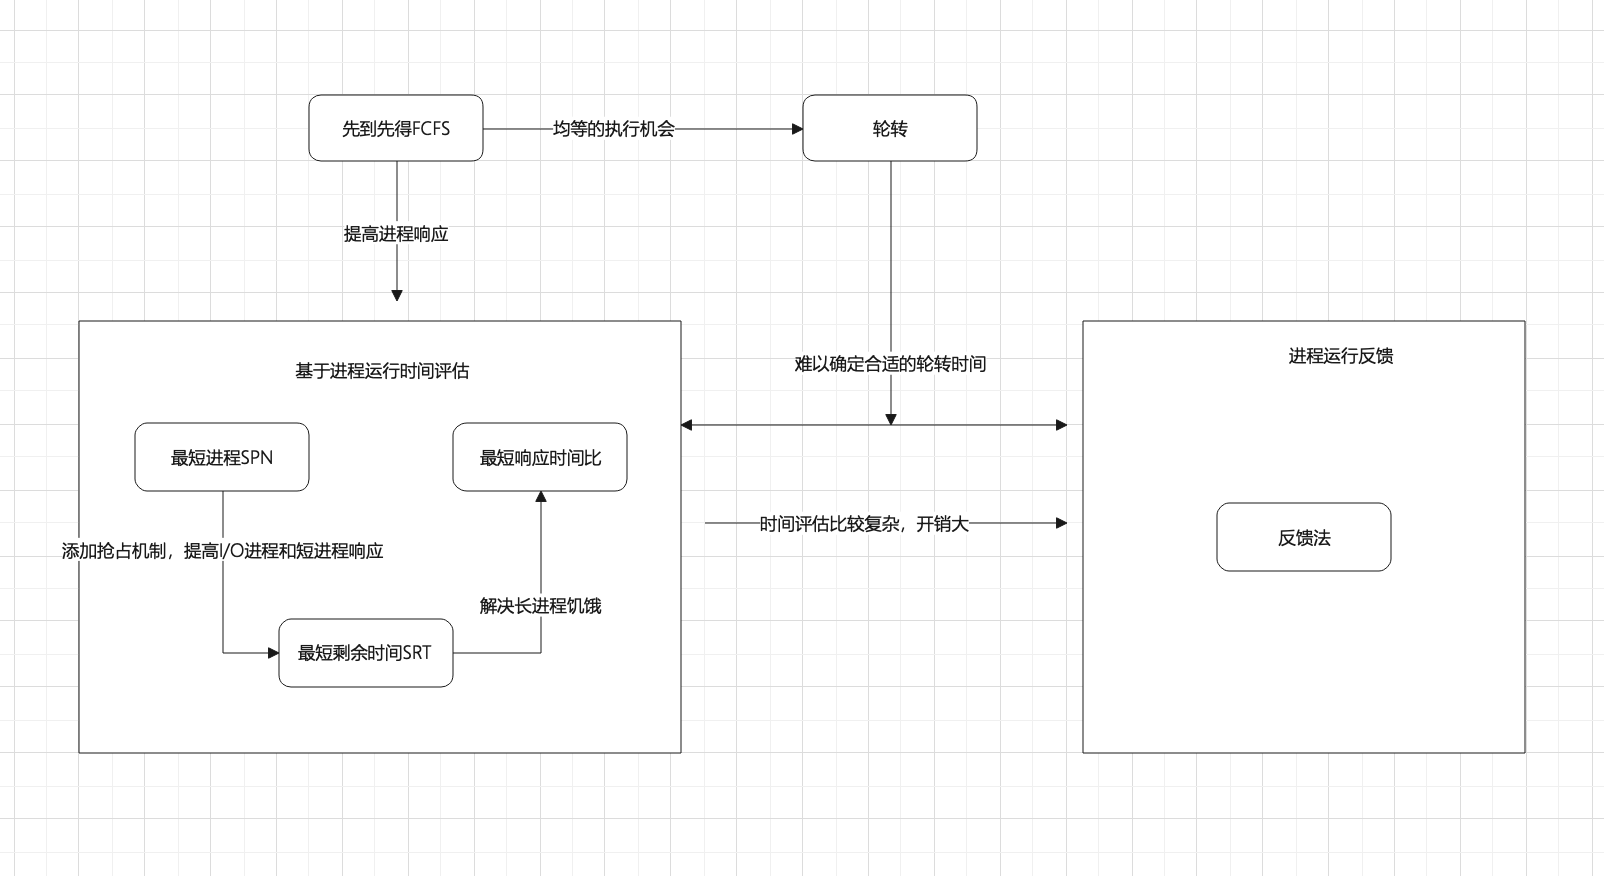 先到先得FCFS
均等的执行机会
轮转
提高进程响应
难以确定合适的轮转时间
基于进程运行时间评估
进程运行反馈
最短进程SPN
最短响应时间比
时间评估比较复杂，开销大
反馈法
添加抢占机制，提高I/O进程和短进程响应
解决长进程饥饿
最短剩余时间SRT